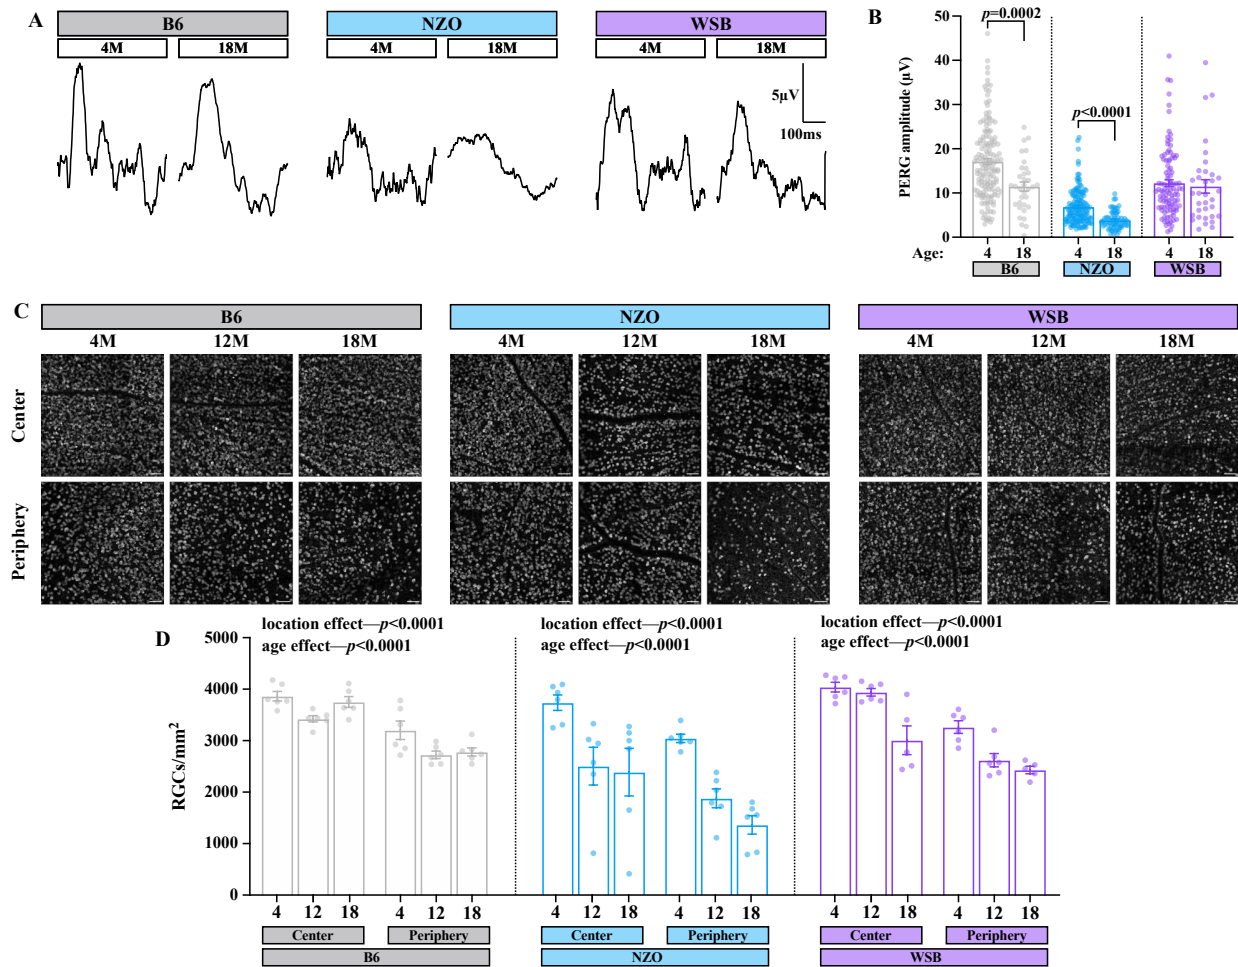 A
B6
NZO
WSB
4M
18M
4M
18M
4M
18M
5μV
100ms
B
p=0.0002
p<0.0001
PERG amplitude (μV)
50
40
30
20
10
0
Age:
4
18
4
18
4
18
B6
NZO
WSB
C
B6
NZO
WSB
4M
12M
18M
4M
12M
18M
4M
12M
18M
Center
Periphery
D
location effect—p<0.0001
age effect—p<0.0001
location effect—p<0.0001
age effect—p<0.0001
location effect—p<0.0001
age effect—p<0.0001
RGCs/mm²
5000
4000
3000
2000
1000
0
4
12
18
4
12
18
4
12
18
4
12
18
4
12
18
4
12
18
Center
Periphery
Center
Periphery
Center
Periphery
B6
NZO
WSB